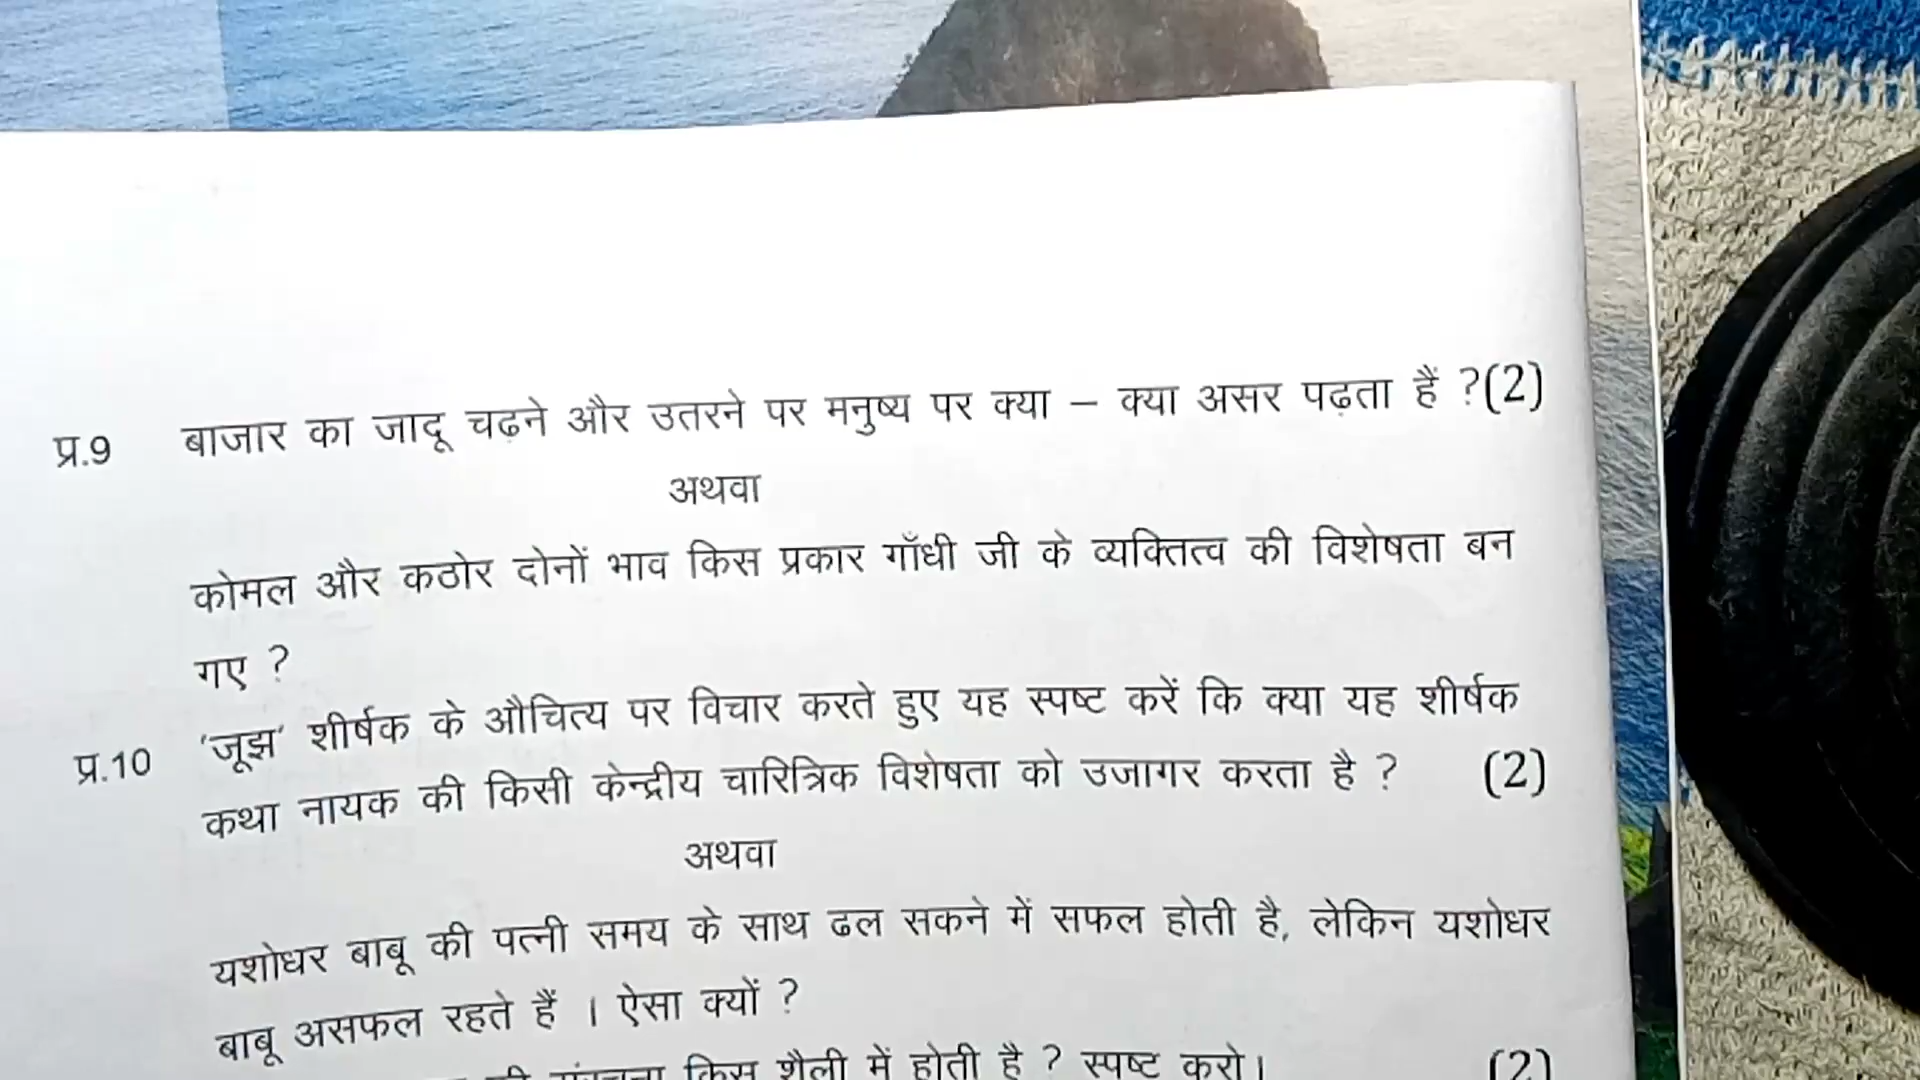 प्र.9 बाजार का जादू चढ़ने और उतरने पर मनुष्य पर क्या – क्या असर पढ़ता हैं ?(2)
अथवा
कोमल और कठोर दोनों भाव किस प्रकार गाँधी जी के व्यक्तित्व की विशेषता बन
गए ?
प्र.10 'जूझ' शीर्षक के औचित्य पर विचार करते हुए यह स्पष्ट करें कि क्या यह शीर्षक
कथा नायक की किसी केन्द्रीय चारित्रिक विशेषता को उजागर करता है ? (2)
अथवा
यशोधर बाबू की पत्नी समय के साथ ढल सकने में सफल होती है, लेकिन यशोधर
बाबू असफल रहते हैं । ऐसा क्यों ?
किस शैली में होती है ? स्पष्ट करो। (2)